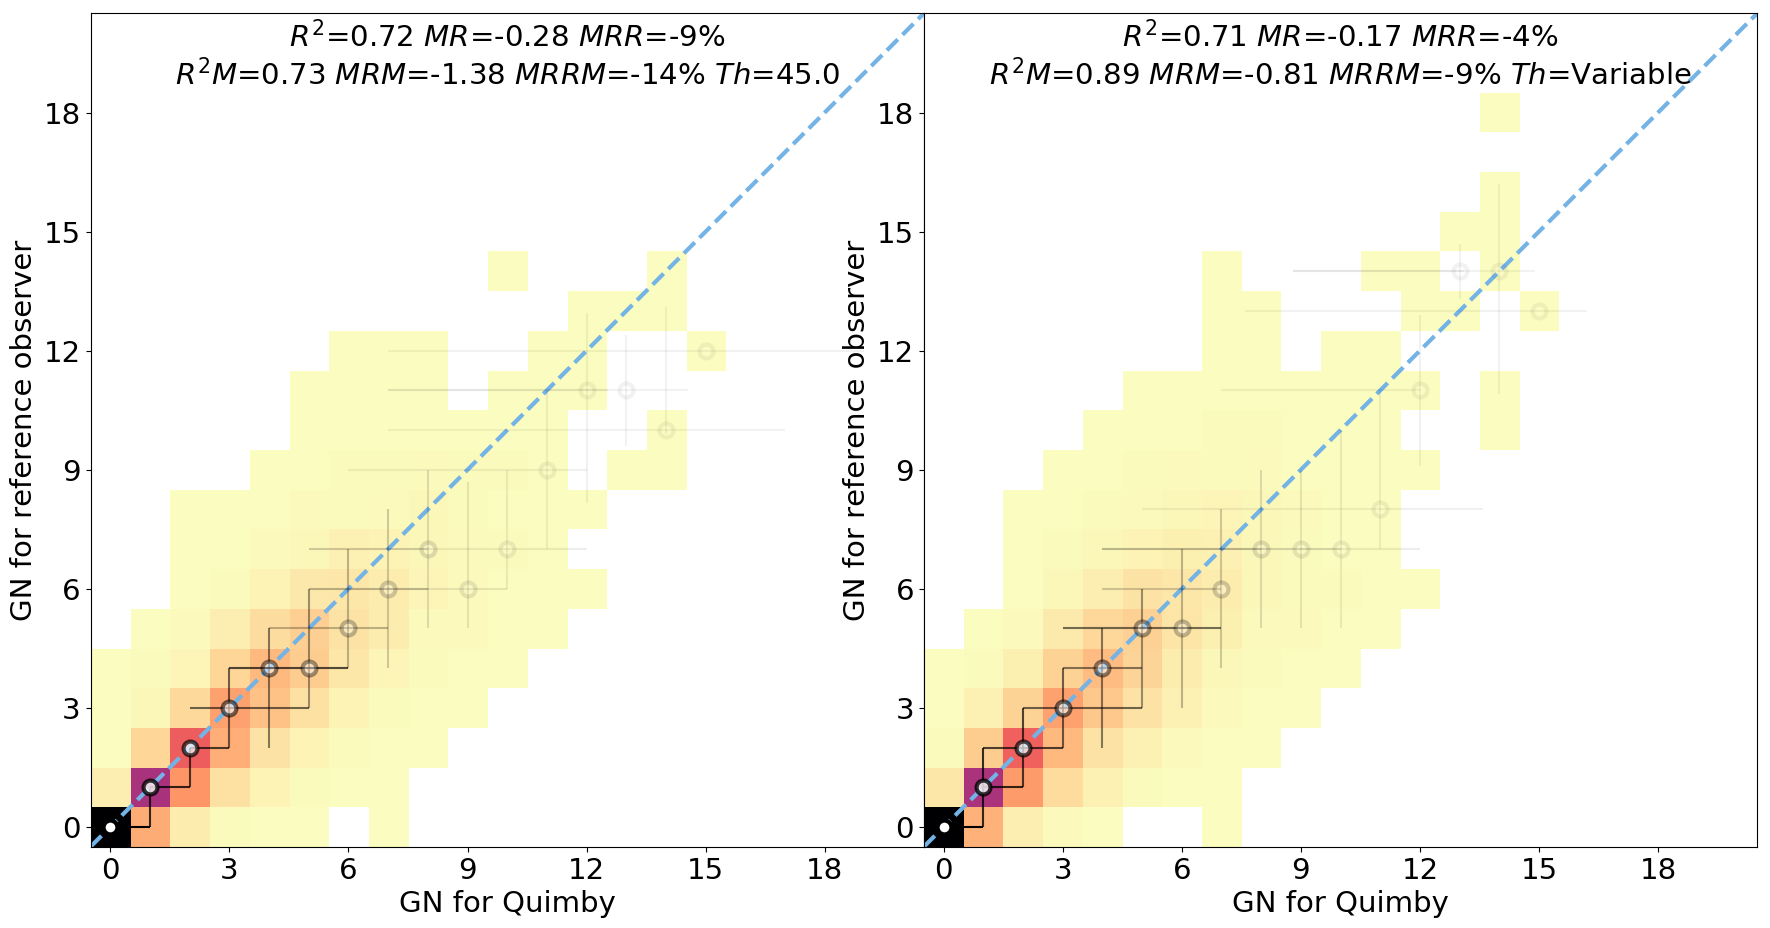 R²=0.72 MR=-0.28 MRR=-9%
R²M=0.73 MRM=-1.38 MRRM=-14% Th=45.0
GN for reference observer
18
15
12
9
6
3
0
0 3 6 9 12 15 18
GN for Quimby
R²=0.71 MR=-0.17 MRR=-4%
R²M=0.89 MRM=-0.81 MRRM=-9% Th=Variable
GN for reference observer
18
15
12
9
6
3
0
0 3 6 9 12 15 18
GN for Quimby